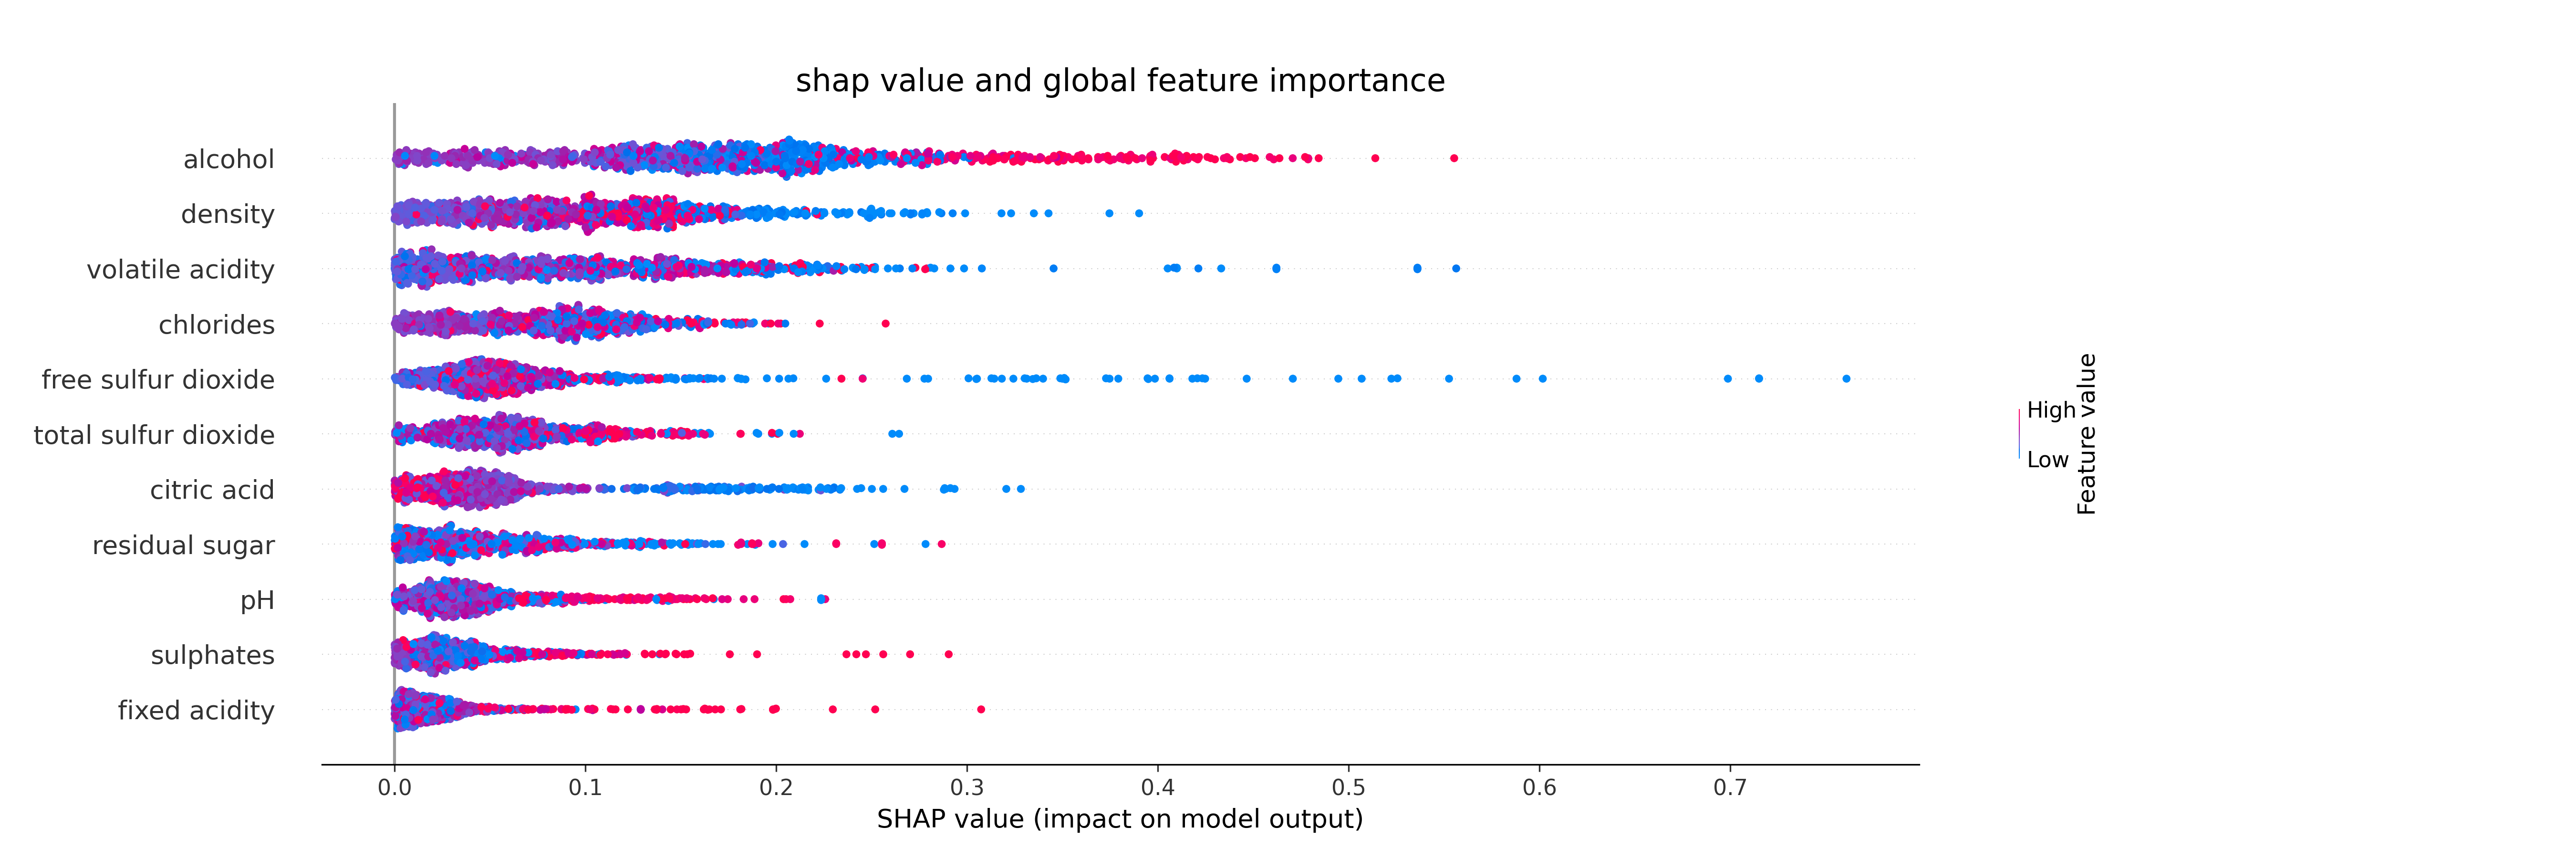 shap value and global feature importance
alcohol
density
volatile acidity
chlorides
free sulfur dioxide
total sulfur dioxide
citric acid
residual sugar
pH
sulphates
fixed acidity
0.0 0.1 0.2 0.3 0.4 0.5 0.6 0.7
SHAP value (impact on model output)
High
Low
Feature value